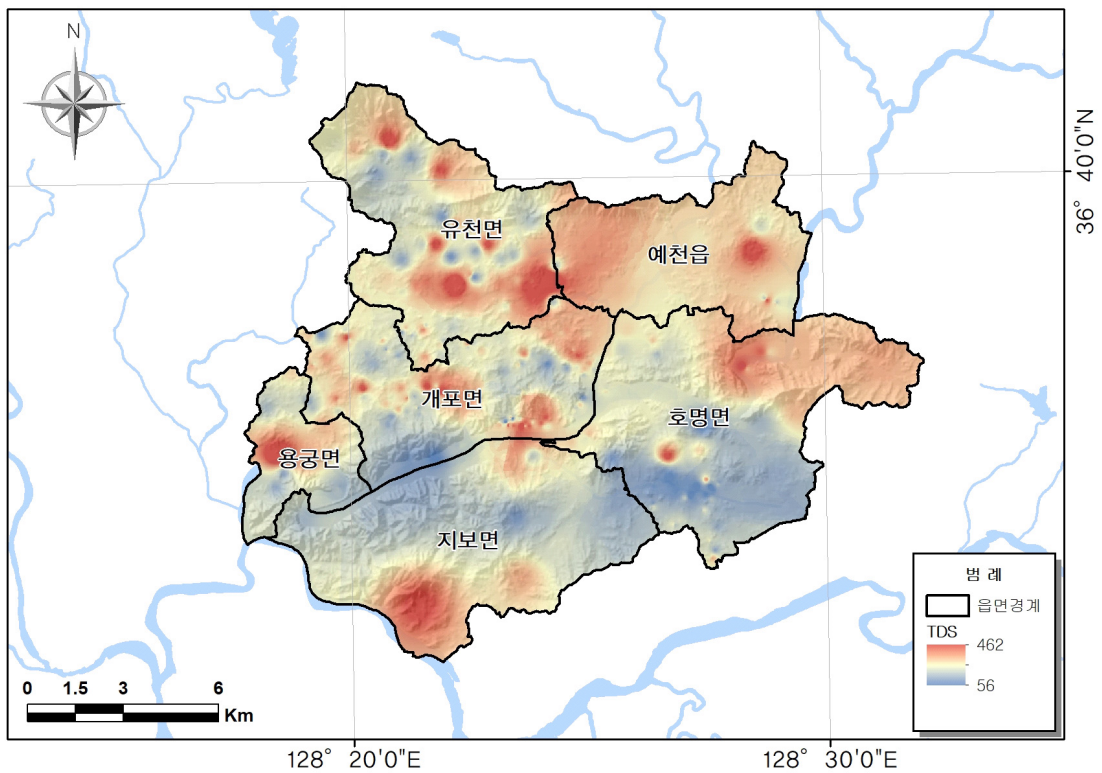 N
40'0"N
36°
유천면
예천읍
개포면
호명면
용궁면
지보면
범 례
읍면경계
TDS
462
56
0 1.5 3 6
Km
128° 20'0"E
128° 30'0"E